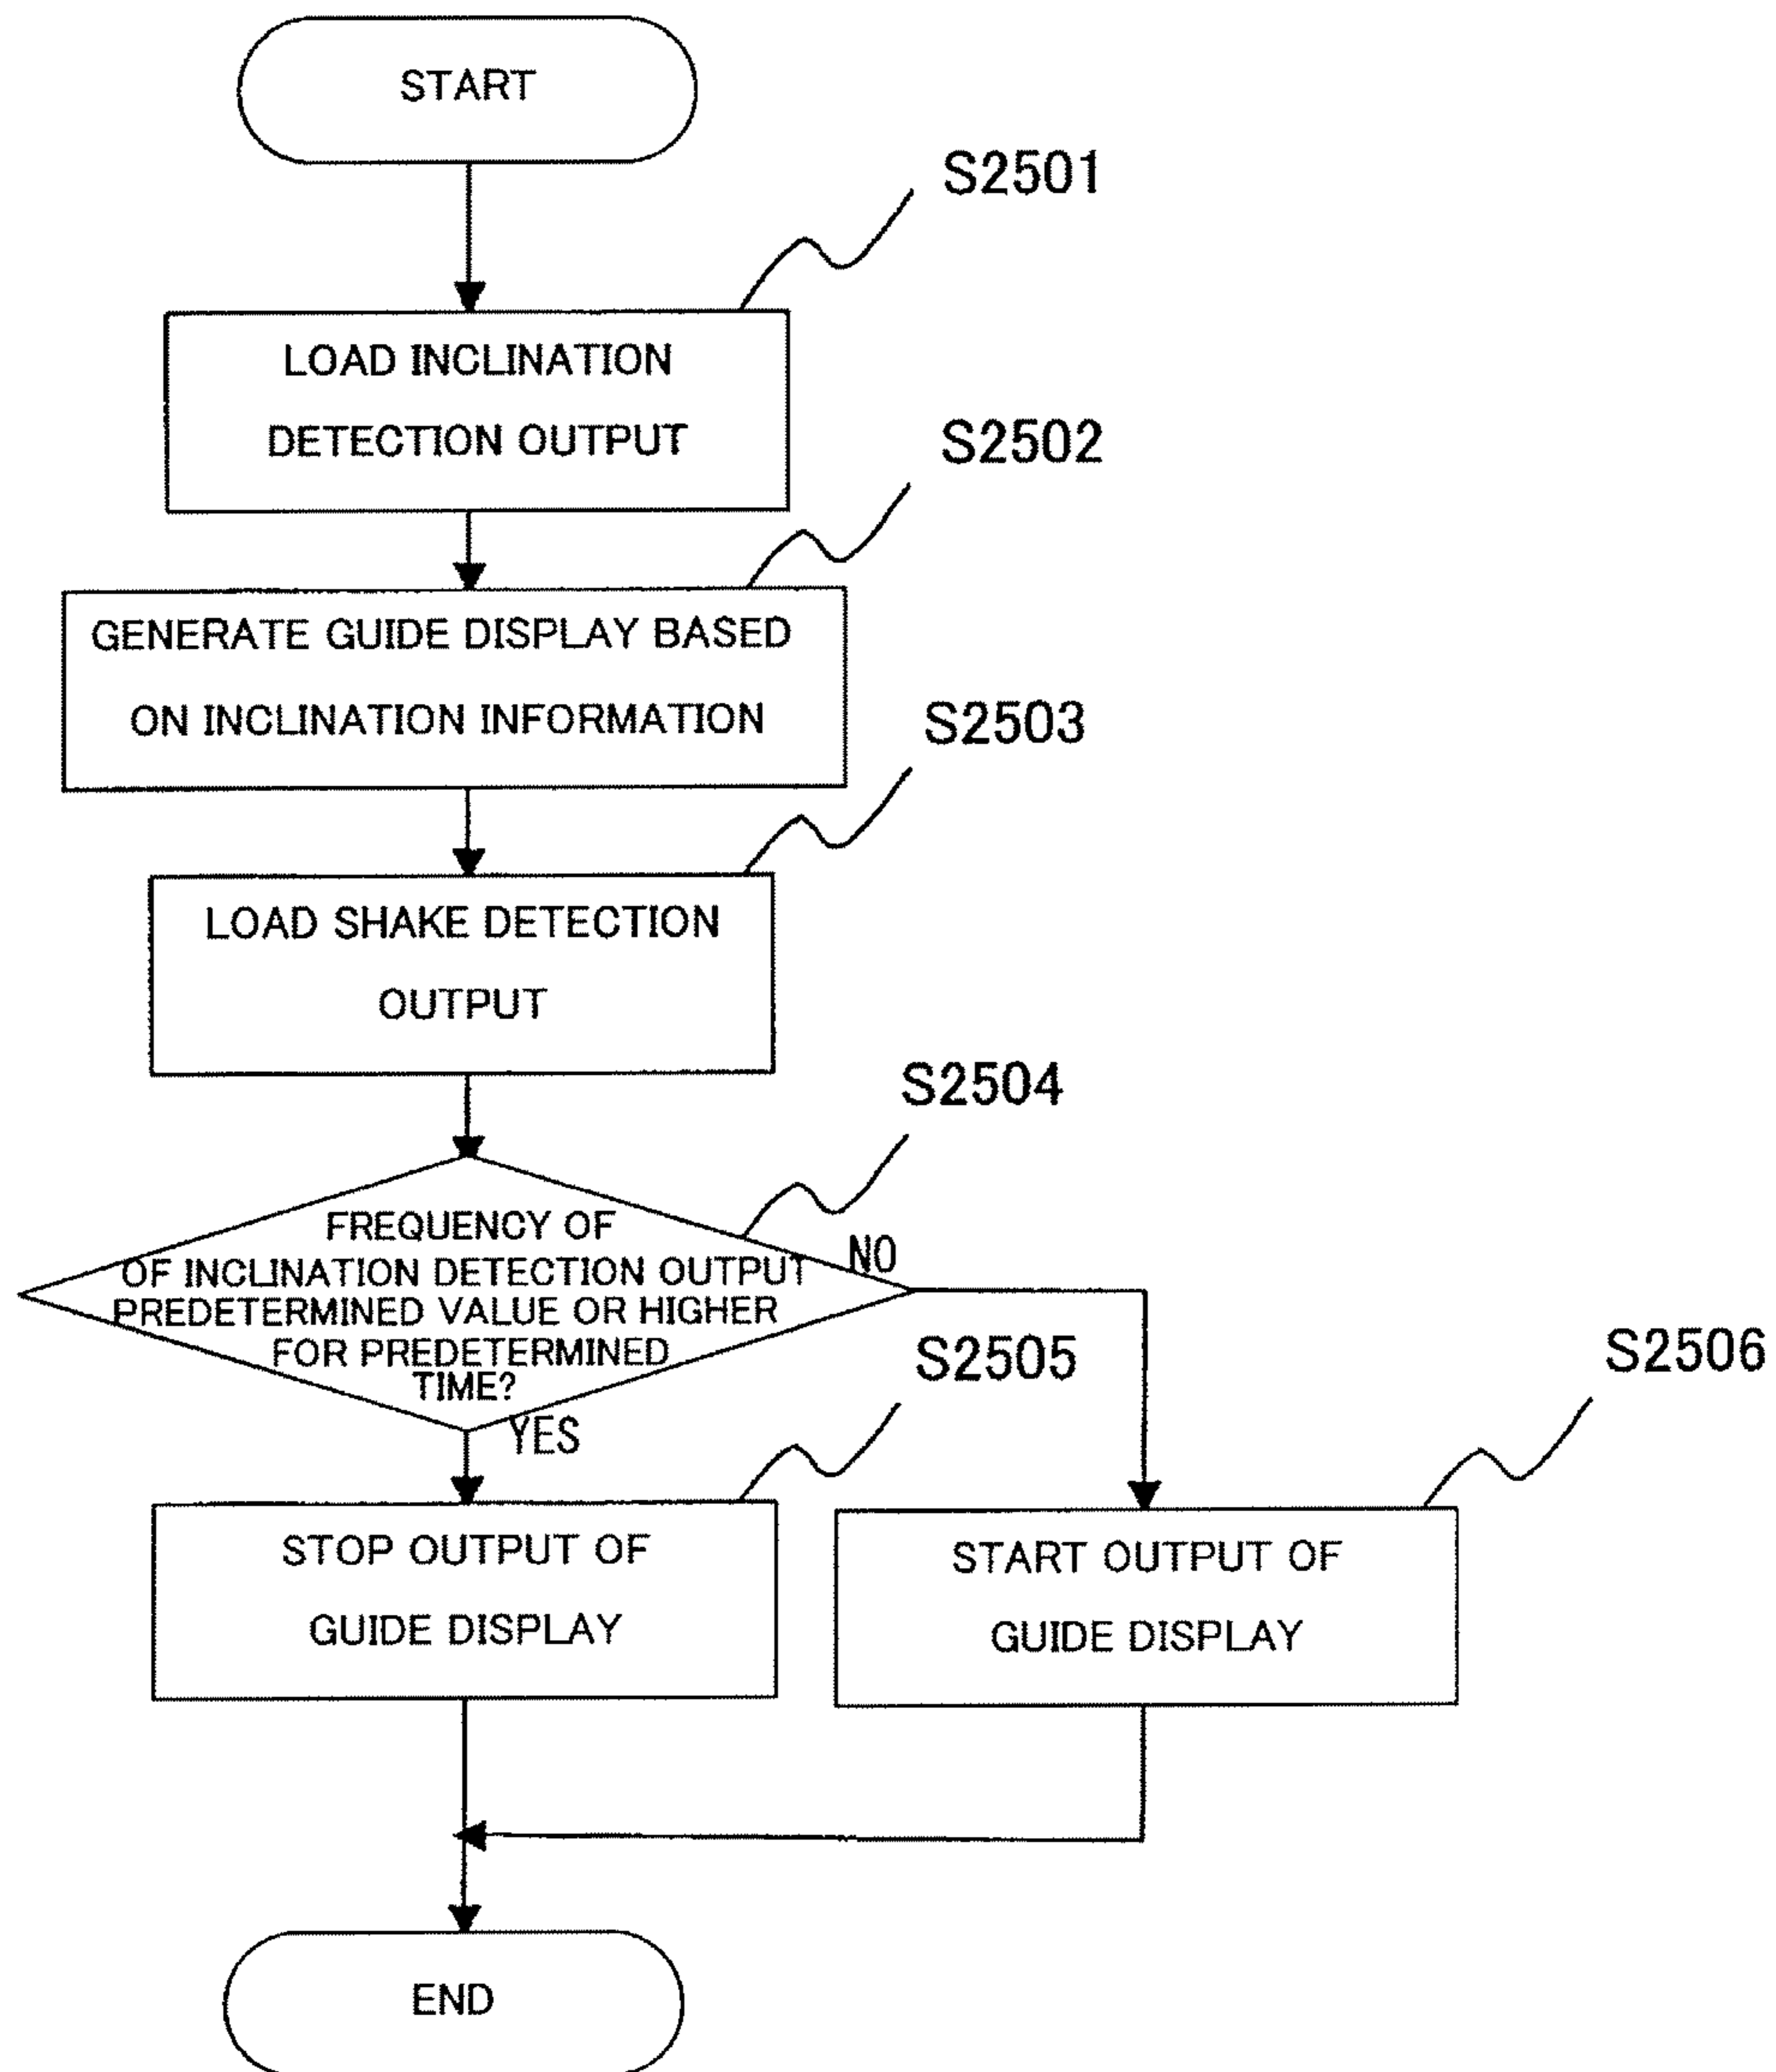 START
S2501
LOAD INCLINATION
DETECTION OUTPUT
S2502
GENERATE GUIDE DISPLAY BASED
ON INCLINATION INFORMATION
S2503
LOAD SHAKE DETECTION
OUTPUT
S2504
FREQUENCY OF
OF INCLINATION DETECTION OUTPUT
PREDETERMINED VALUE OR HIGHER
FOR PREDETERMINED
TIME?
NO
YES
S2505
STOP OUTPUT OF
GUIDE DISPLAY
S2506
START OUTPUT OF
GUIDE DISPLAY
END